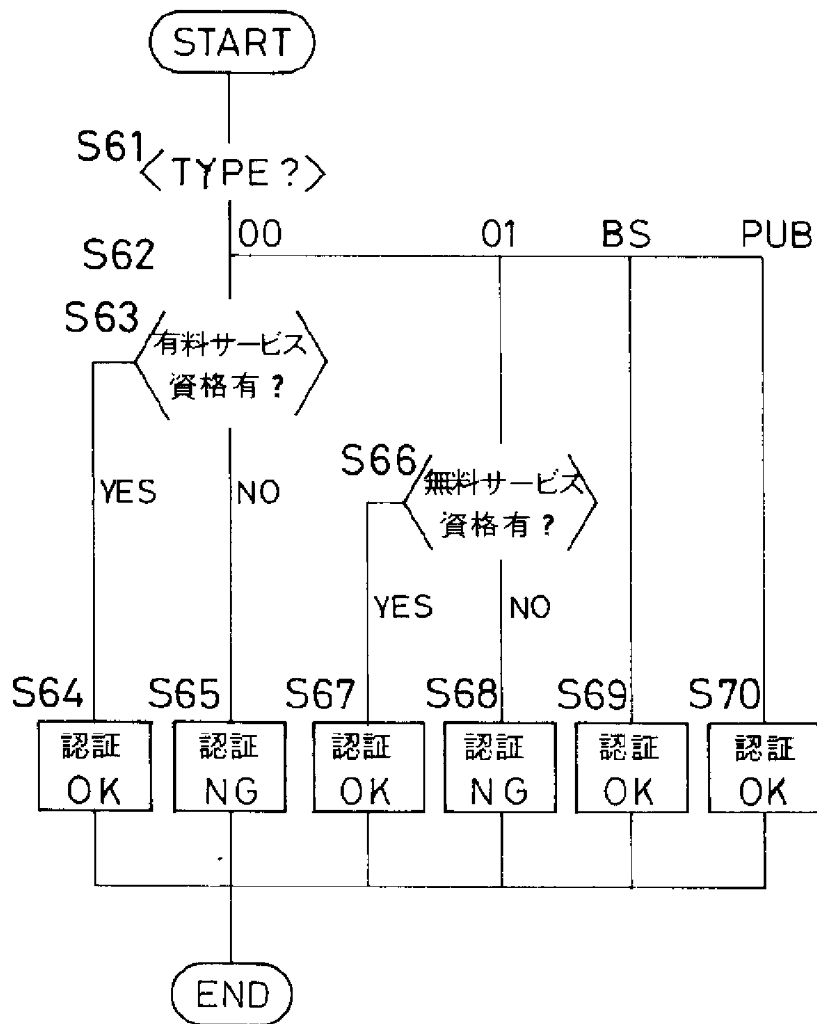 START
S61
TYPE?
00 01 BS PUB
S62
S63
有料サービス
資格有?
S66
無料サービス
資格有?
YES NO
YES NO
S64 S65 S67 S68 S69 S70
認証 認証 認証 認証 認証 認証
OK NG OK NG OK OK
END